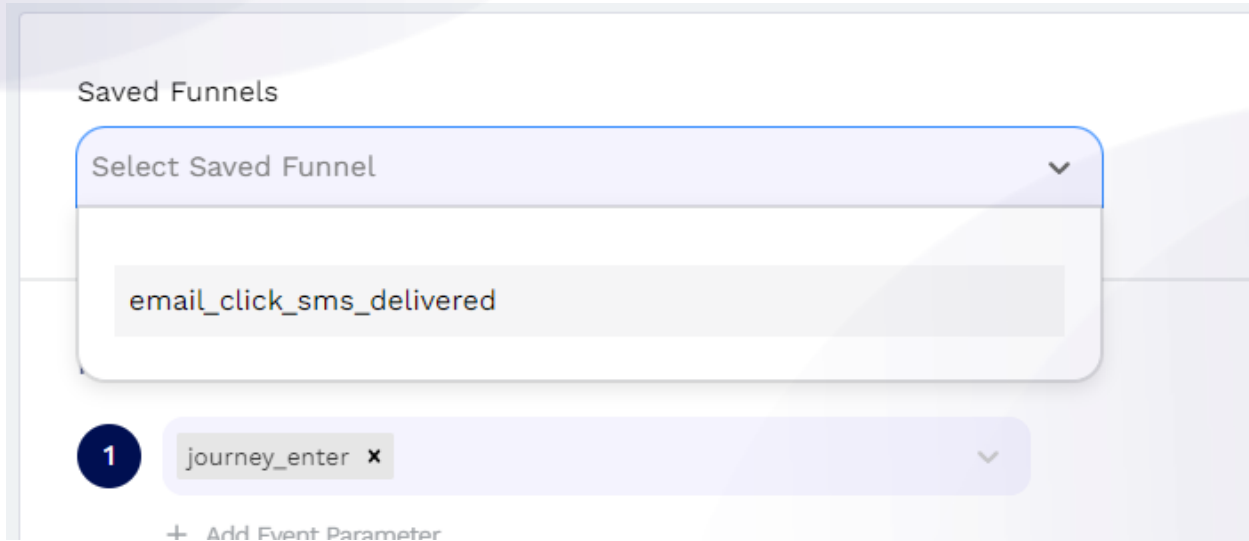 Saved Funnels
Select Saved Funnel
email_click_sms_delivered
1 journey_enter x
+ Add Event Parameter